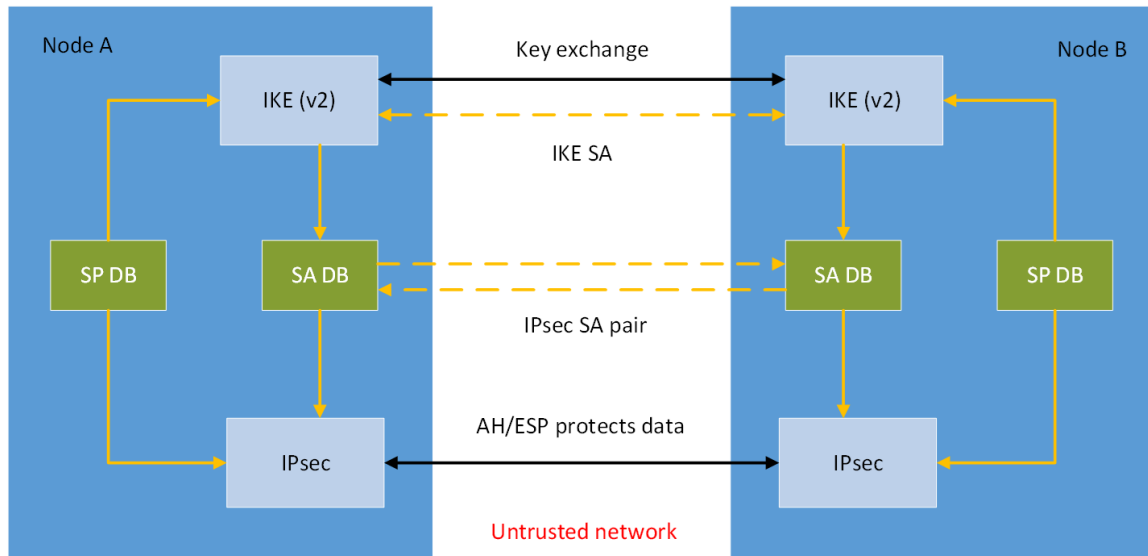 Node A
Key exchange
Node B
IKE (v2)
IKE (v2)
IKE SA
SP DB
SA DB
SA DB
SP DB
IPsec SA pair
AH/ESP protects data
IPsec
IPsec
Untrusted network